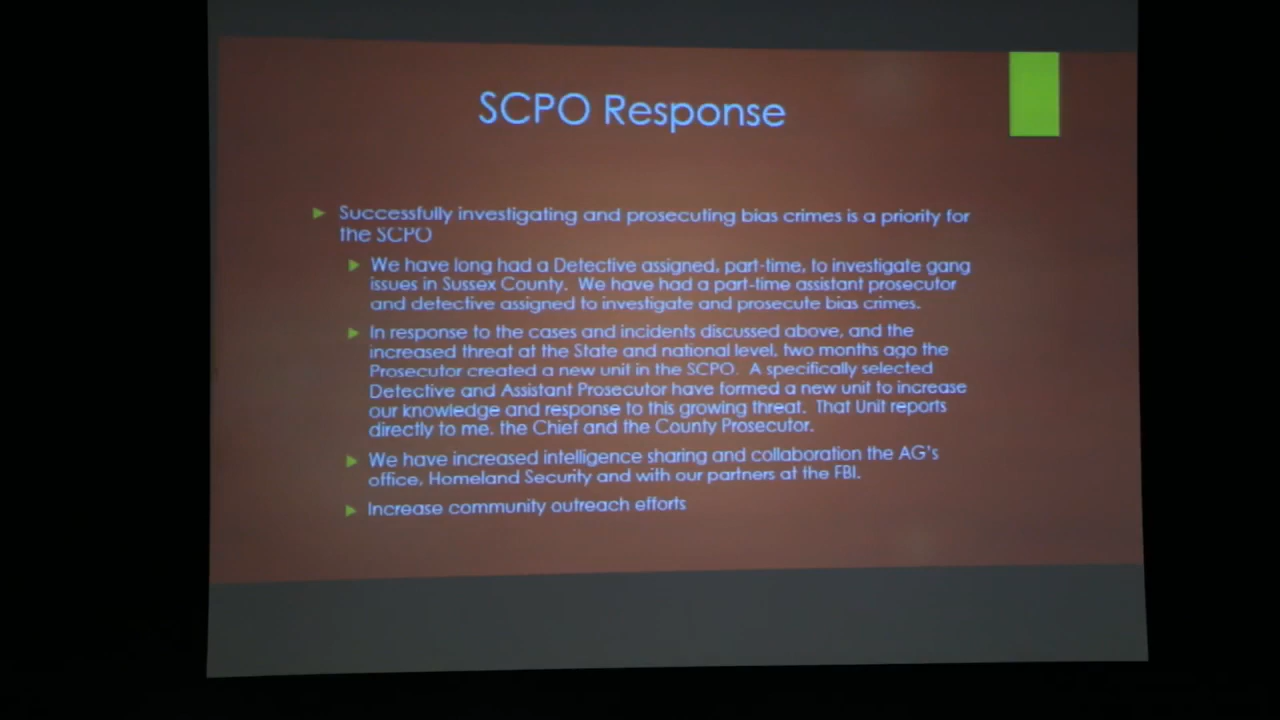 SCPO Response
Successfully investigating and prosecuting bias crimes is a priority for
the SCPO
We have long had a Detective assigned, part-time, to investigate gang
issues in Sussex County. We have had a part-time assistant prosecutor
and detective assigned to investigate and prosecute bias crimes.
In response to the cases and incidents discussed above, and the
increased threat at the State and national level, two months ago the
Prosecutor created a new unit in the SCPO. A specifically selected
Detective and Assistant Prosecutor have formed a new unit to increase
our knowledge and response to this growing threat. That Unit reports
directly to me, the Chief and the County Prosecutor.
We have increased intelligence sharing and collaboration the AG's
office, Homeland Security and with our partners at the FBI.
Increase community outreach efforts